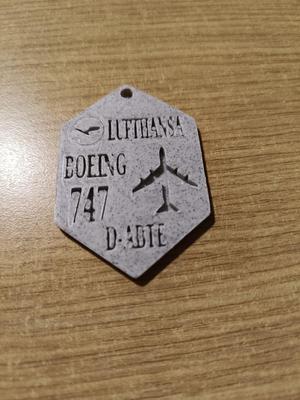 LUFTHANSA
BOEING
747
D-ABTE